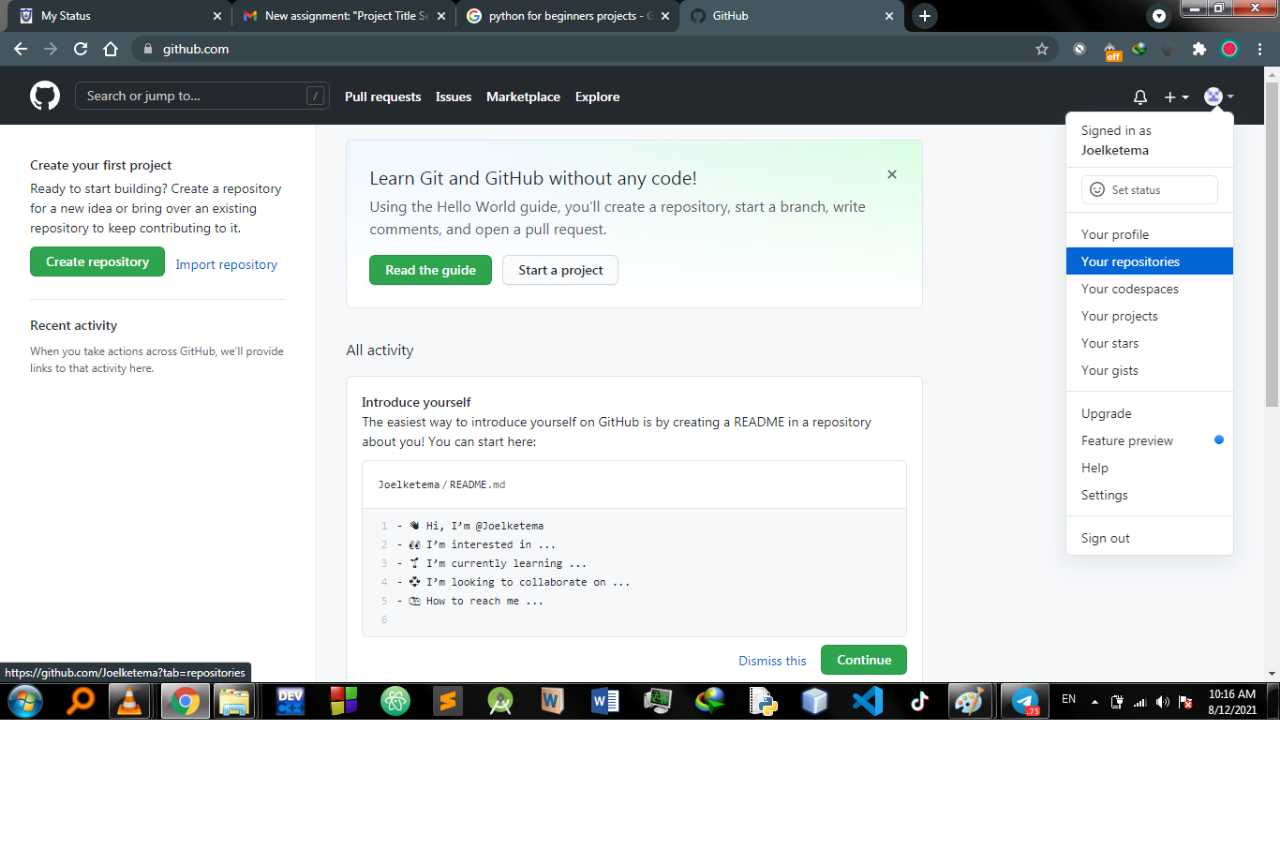 My Status
New assignment: "Project Title Se
python for beginners projects - G
GitHub
github.com
off
Search or jump to...
/
Pull requests
Issues
Marketplace
Explore
Create your first project
Ready to start building? Create a repository
for a new idea or bring over an existing
repository to keep contributing to it.
Create repository
Import repository
Recent activity
When you take actions across GitHub, we'll provide
links to that activity here.
Learn Git and GitHub without any code!
Using the Hello World guide, you'll create a repository, start a branch, write
comments, and open a pull request.
Read the guide
Start a project
All activity
Introduce yourself
The easiest way to introduce yourself on GitHub is by creating a README in a repository
about you! You can start here:
Joelketema/README.md
1 - 👋 Hi, I'm @Joelketema
2 - 👀 I'm interested in ...
3 - 🌱 I'm currently learning ...
4 - 💞️ I'm looking to collaborate on ...
5 - 📫 How to reach me ...
6
Dismiss this
Continue
Signed in as
Joelketema
Set status
Your profile
Your repositories
Your codespaces
Your projects
Your stars
Your gists
Upgrade
Feature preview
Help
Settings
Sign out
https://github.com/Joelketema?tab=repositories
DEV
EN
10:16 AM
8/12/2021